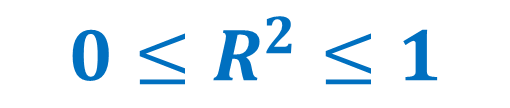 0 ≤ R² ≤ 1